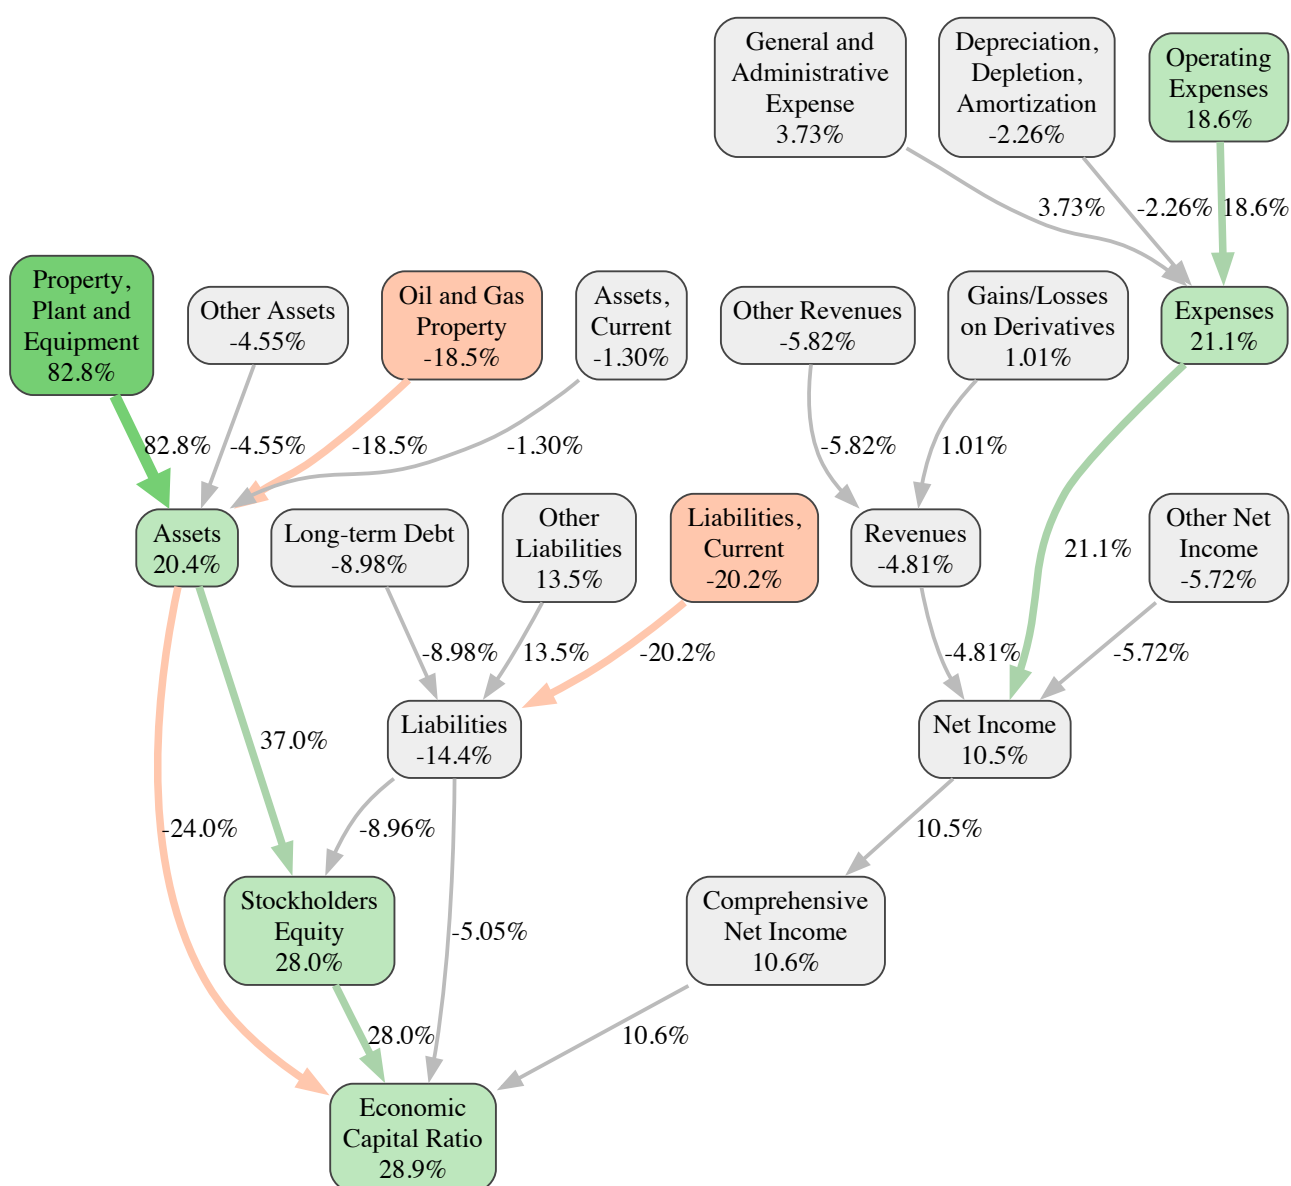 General and
Administrative
Expense
3.73%
Depreciation,
Depletion,
Amortization
-2.26%
Operating
Expenses
18.6%
3.73%
-2.26%
18.6%
Property,
Plant and
Equipment
82.8%
Other Assets
-4.55%
Oil and Gas
Property
-18.5%
Assets,
Current
-1.30%
Other Revenues
-5.82%
Gains/Losses
on Derivatives
1.01%
Expenses
21.1%
82.8%
-4.55%
-18.5%
-1.30%
-5.82%
1.01%
Assets
20.4%
Long-term Debt
-8.98%
Other
Liabilities
13.5%
Liabilities,
Current
-20.2%
Revenues
-4.81%
21.1%
Other Net
Income
-5.72%
-8.98%
13.5%
-20.2%
-4.81%
-5.72%
37.0%
Liabilities
-14.4%
Net Income
10.5%
-24.0%
-8.96%
10.5%
Stockholders
Equity
28.0%
-5.05%
Comprehensive
Net Income
10.6%
28.0%
10.6%
Economic
Capital Ratio
28.9%